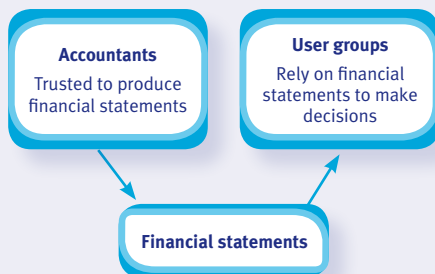 Accountants
Trusted to produce
financial statements
User groups
Rely on financial
statements to make
decisions
Financial statements